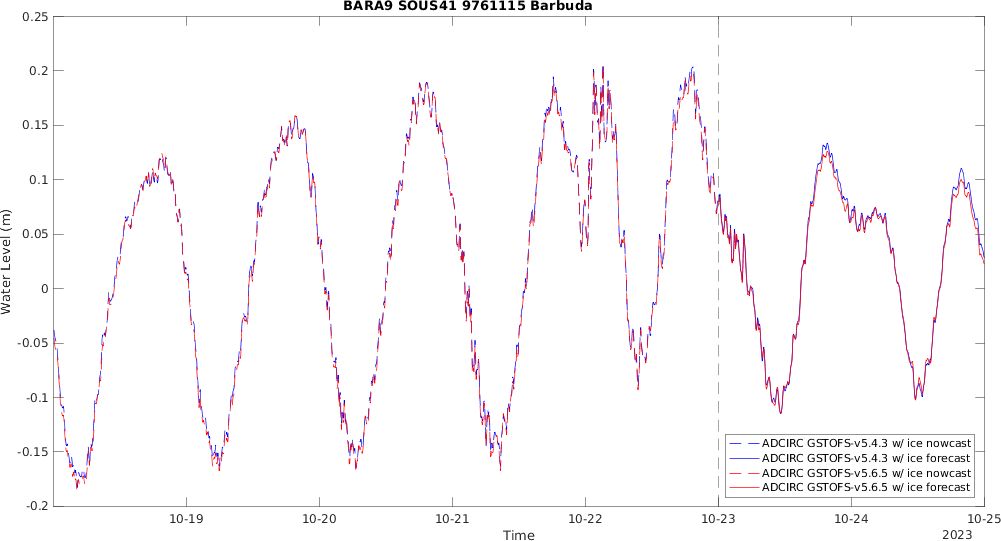 BARA9 SOUS41 9761115 Barbuda
0.25
0.2
0.15
0.1
0.05
0
-0.05
-0.1
-0.15
-0.2
Water Level (m)
ADCIRC GSTOFS-v5.4.3 w/ ice nowcast
ADCIRC GSTOFS-v5.4.3 w/ ice forecast
ADCIRC GSTOFS-v5.6.5 w/ ice nowcast
ADCIRC GSTOFS-v5.6.5 w/ ice forecast
10-19 10-20 10-21 10-22 10-23 10-24 10-25
Time
2023